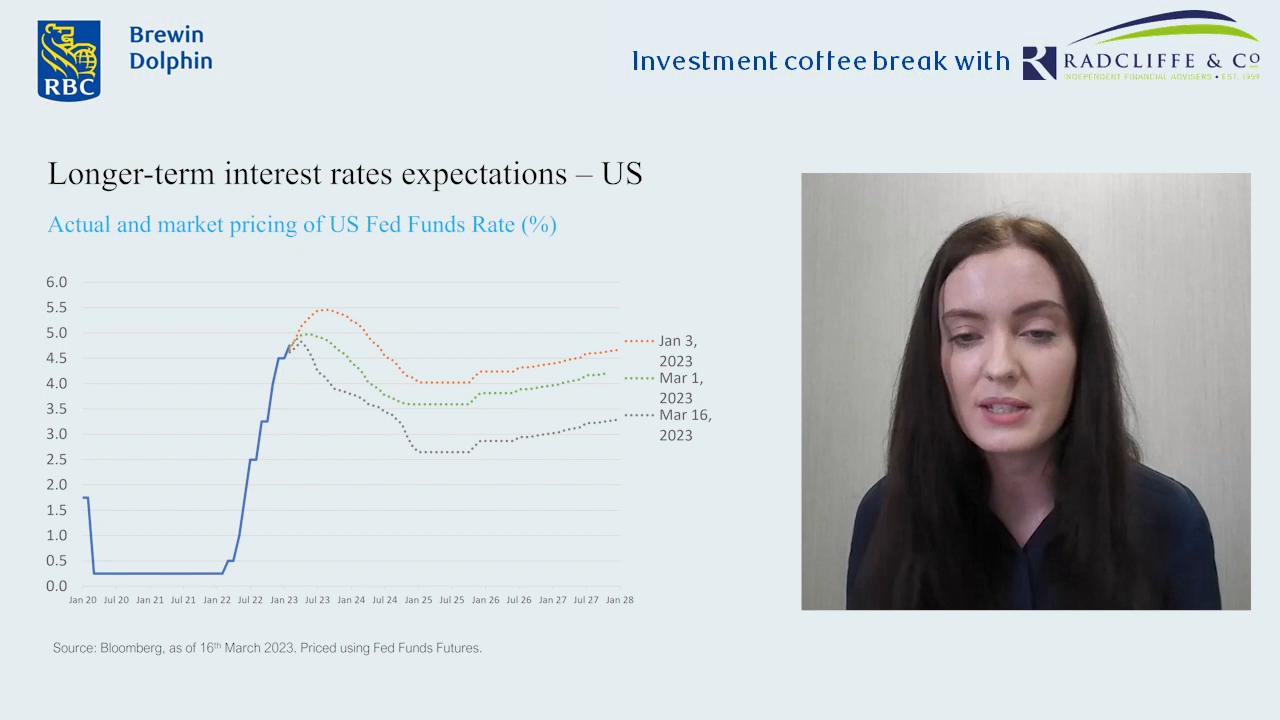 Brewin
Dolphin
RBC
Investment coffee break with
RADCLIFFE & Co
INDEPENDENT FINANCIAL ADVISERS • EST. 1959
Longer-term interest rates expectations – US
Actual and market pricing of US Fed Funds Rate (%)
6.0
5.5
5.0
4.5
4.0
3.5
3.0
2.5
2.0
1.5
1.0
0.5
0.0
Jan 20 Jul 20 Jan 21 Jul 21 Jan 22 Jul 22 Jan 23 Jul 23 Jan 24 Jul 24 Jan 25 Jul 25 Jan 26 Jul 26 Jan 27 Jul 27 Jan 28
Jan 3,
2023
Mar 1,
2023
Mar 16,
2023
Source: Bloomberg, as of 16th March 2023. Priced using Fed Funds Futures.